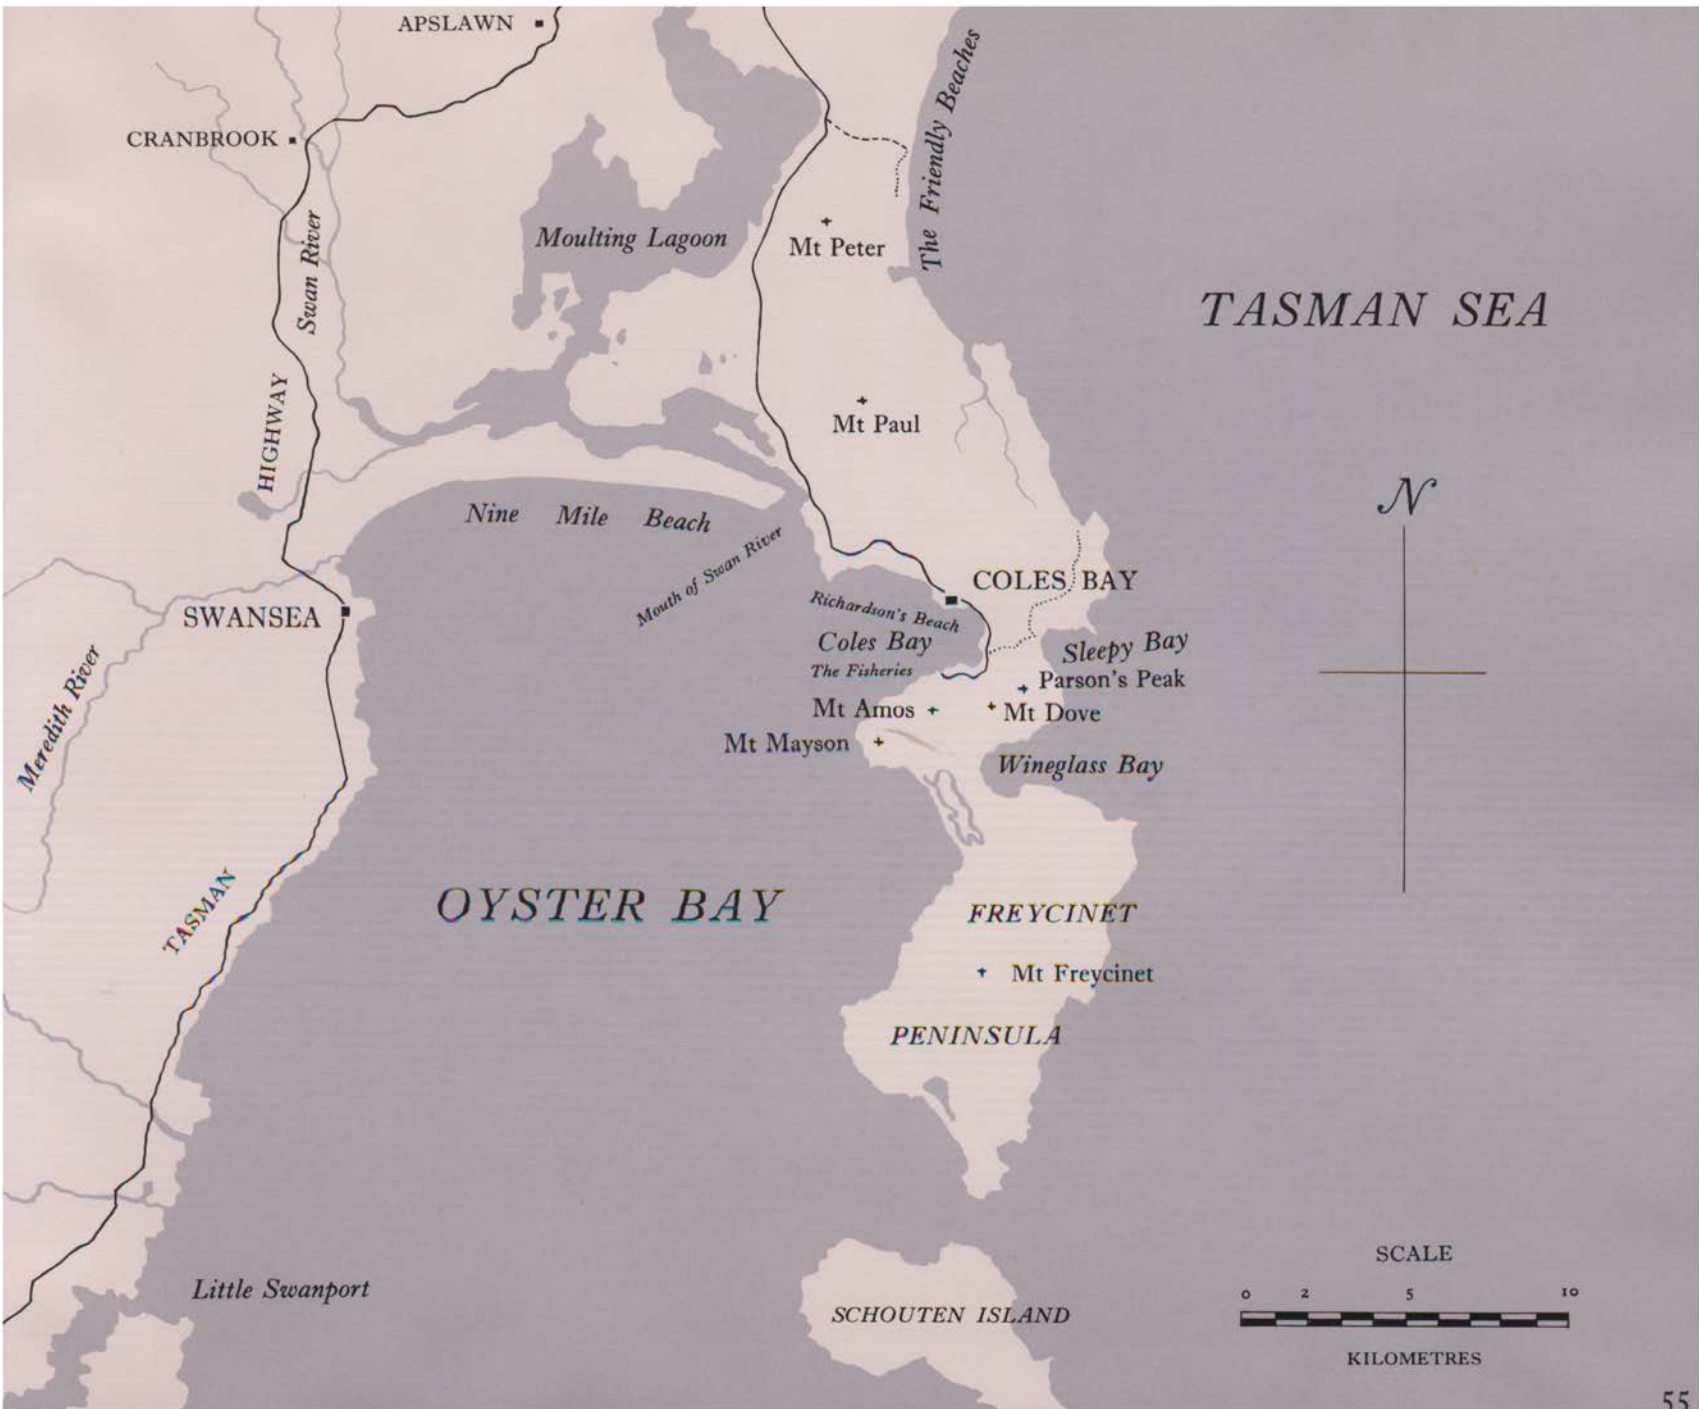 APSLAWN
CRANBROOK
The Friendly Beaches
Swan River
Moulting Lagoon
Mt Peter
TASMAN SEA
HIGHWAY
Mt Paul
N
Nine Mile Beach
Mouth of Swan River
COLES BAY
SWANSEA
Richardson's Beach
Coles Bay
Sleepy Bay
The Fisheries
Parson's Peak
Meredith River
Mt Amos
Mt Dove
Mt Mayson
Wineglass Bay
TASMAN
OYSTER BAY
FREYCINET
Mt Freycinet
PENINSULA
SCALE
Little Swanport
0 2 5 10
SCHOUTEN ISLAND
KILOMETRES
55